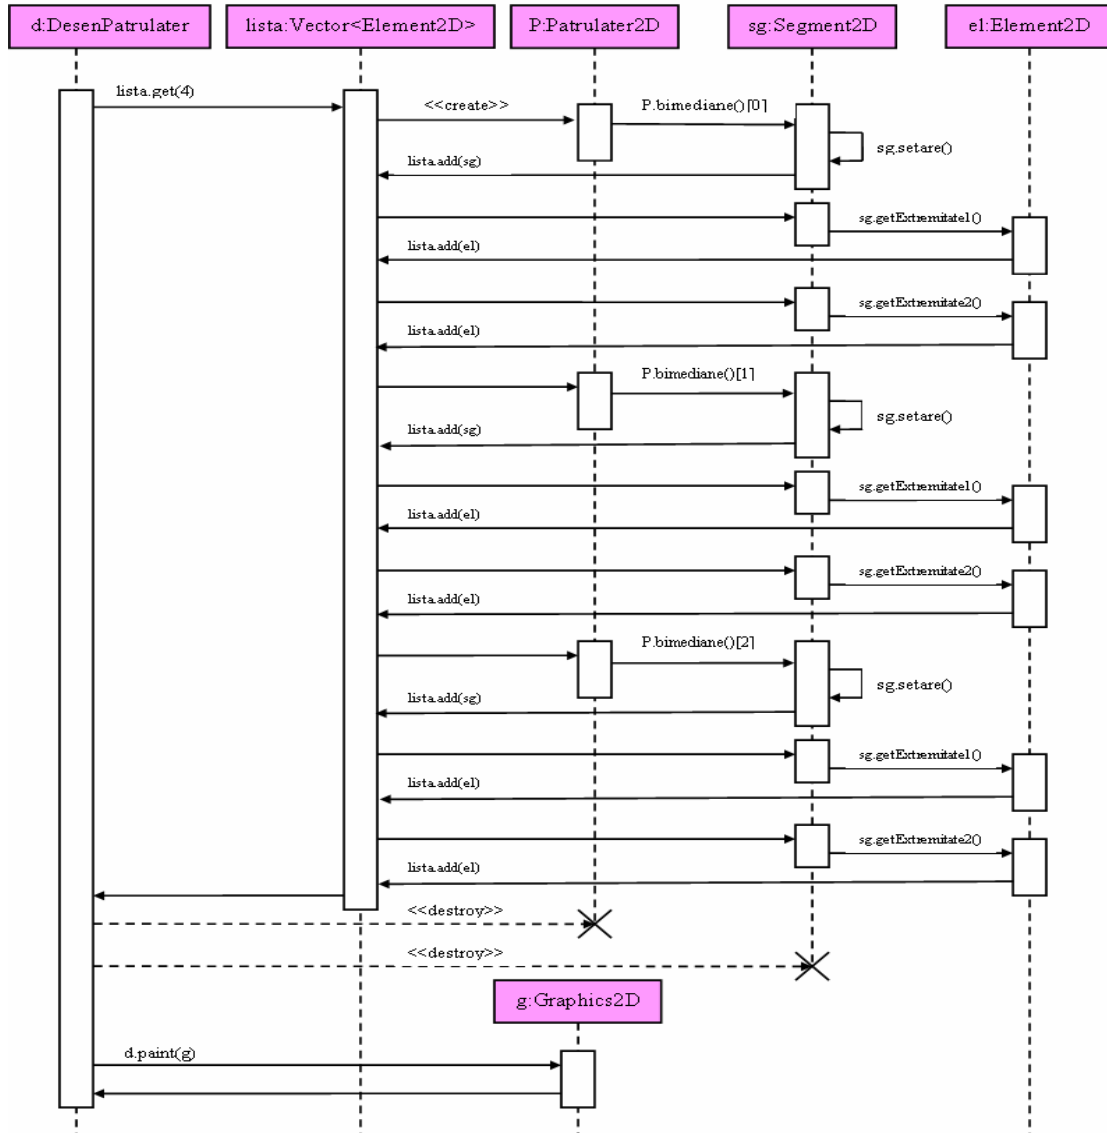 d:DesenPatrulater
lista:Vector<Element2D>
P:Patrulater2D
sg:Segment2D
el:Element2D
lista.get(4)
<<create>>
P.bimediane()[0]
sg.setare()
lista.add(sg)
sg.getExtremitate1()
lista.add(el)
sg.getExtremitate2()
lista.add(el)
P.bimediane()[1]
sg.setare()
lista.add(sg)
sg.getExtremitate1()
lista.add(el)
sg.getExtremitate2()
lista.add(el)
P.bimediane()[2]
sg.setare()
lista.add(sg)
sg.getExtremitate1()
lista.add(el)
sg.getExtremitate2()
lista.add(el)
<<destroy>>
<<destroy>>
g:Graphics2D
d.paint(g)